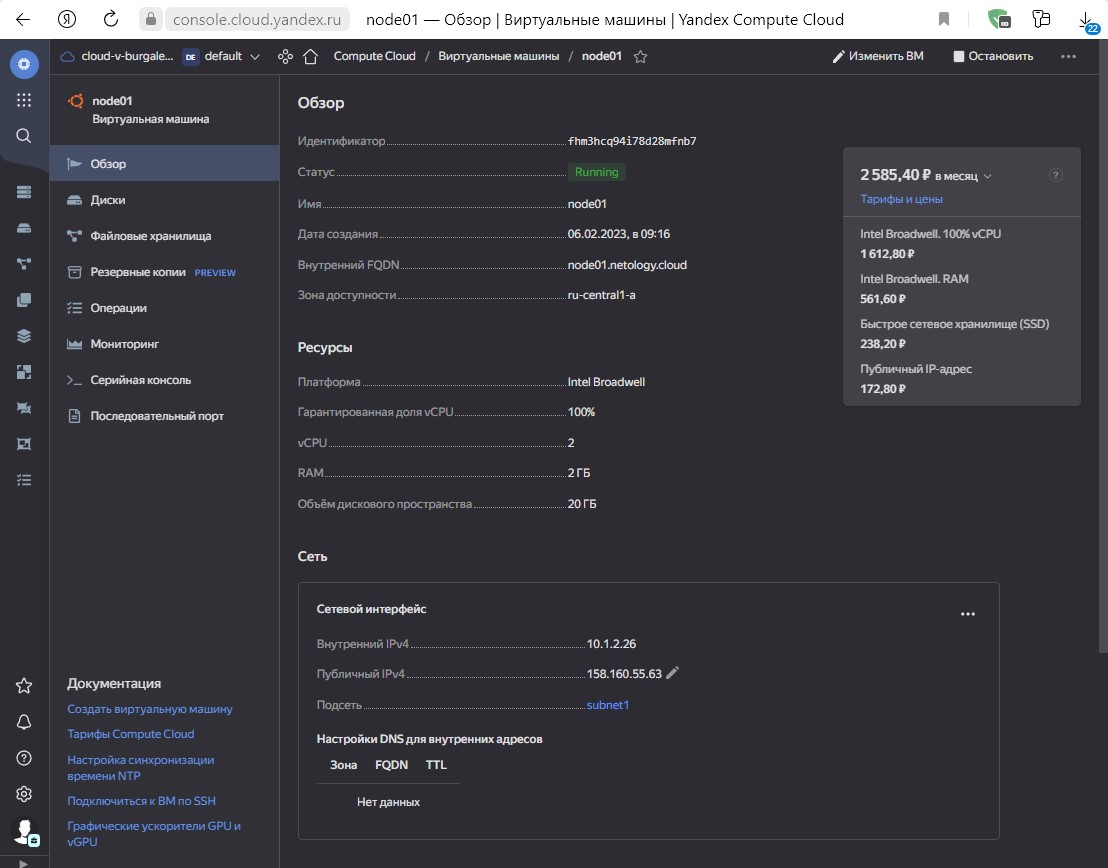 console.cloud.yandex.ru node01 — Обзор | Виртуальные машины | Yandex Compute Cloud
22
cloud-v-burgale... DE default Compute Cloud / Виртуальные машины / node01 Изменить ВМ Остановить
node01
Виртуальная машина
Обзор
Диски
Файловые хранилища
Резервные копии PREVIEW
Операции
Мониторинг
Серийная консоль
Последовательный порт
Документация
Создать виртуальную машину
Тарифы Compute Cloud
Настройка синхронизации
времени NTP
Подключиться к ВМ по SSH
Графические ускорители GPU и
vGPU
Обзор
Идентификатор fhm3hcq94i78d28mfnb7
Статус Running
Имя node01
Дата создания 06.02.2023, в 09:16
Внутренний FQDN node01.netology.cloud
Зона доступности ru-central1-a
Ресурсы
Платформа Intel Broadwell
Гарантированная доля vCPU 100%
vCPU 2
RAM 2 ГБ
Объём дискового пространства 20 ГБ
Сеть
Сетевой интерфейс
Внутренний IPv4 10.1.2.26
Публичный IPv4 158.160.55.63
Подсеть subnet1
Настройки DNS для внутренних адресов
Зона FQDN TTL
Нет данных
2 585,40 ₽ в месяц ?
Тарифы и цены
Intel Broadwell. 100% vCPU
1 612,80 ₽
Intel Broadwell. RAM
561,60 ₽
Быстрое сетевое хранилище (SSD)
238,20 ₽
Публичный IP-адрес
172,80 ₽